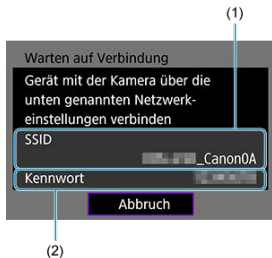 (1)
Warten auf Verbindung
Gerät mit der Kamera über die
unten genannten Netzwerk-
einstellungen verbinden
SSID
_Canon0A
Kennwort
Abbruch
(2)